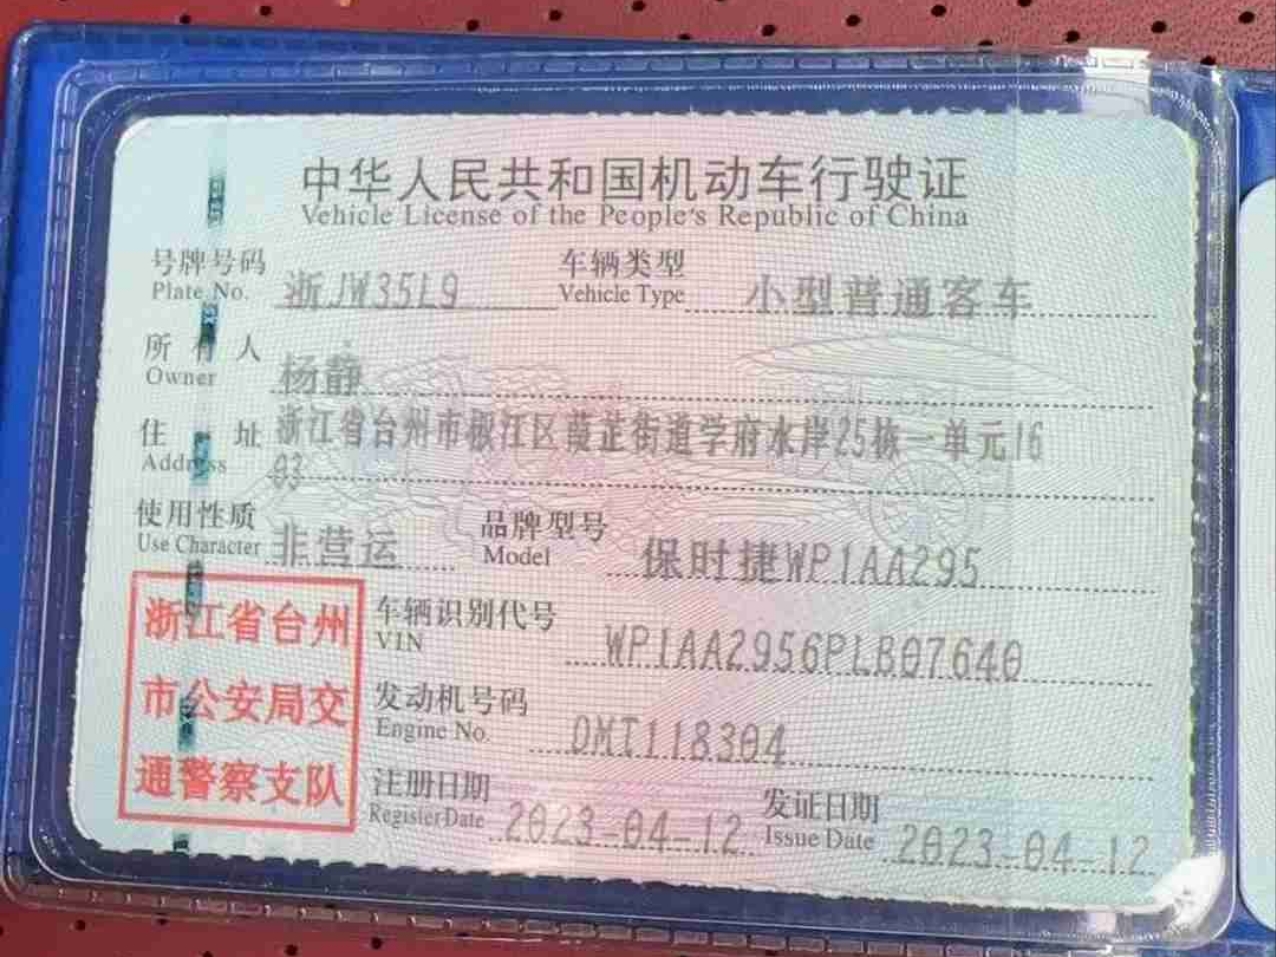 中华人民共和国机动车行驶证
Vehicle License of the People's Republic of China
号牌号码 浙JW35L9 车辆类型 小型普通客车
Plate No. Vehicle Type
所有人 杨静
Owner
住址 浙江省台州市椒江区葭芷街道学府水岸25栋一单元16
Address 03
使用性质 非营运 品牌型号 保时捷WP1AA295
Use Character Model
浙江省台州
市公安局交
通警察支队
车辆识别代号 WP1AA2956PLB07640
VIN
发动机号码 DMT118304
Engine No.
注册日期 2023-04-12 发证日期 2023-04-12
Register Date Issue Date